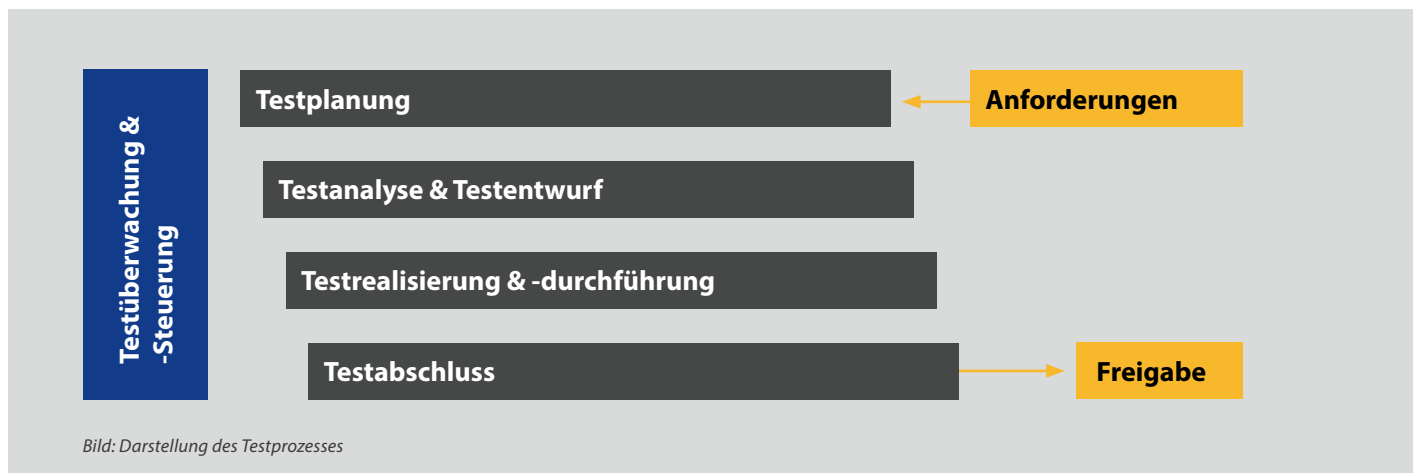 Testüberwachung &
-Steuerung
Testplanung
Anforderungen
Testanalyse & Testentwurf
Testrealisierung & -durchführung
Testabschluss
Freigabe
Bild: Darstellung des Testprozesses